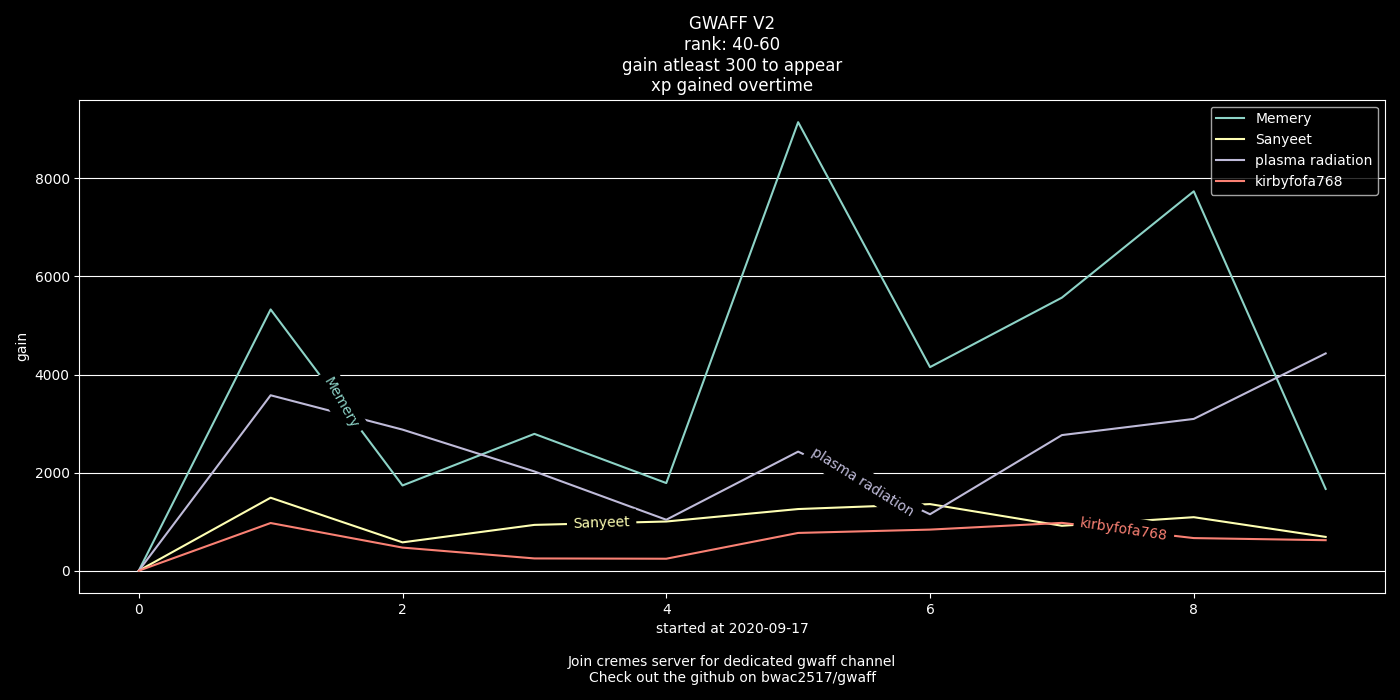 GWAFF V2
rank: 40-60
gain atleast 300 to appear
xp gained overtime
Memery
Sanyeet
plasma radiation
kirbyfofa768
8000
6000
4000
2000
0
gain
Memery
plasma radiation
Sanyeet
kirbyfofa768
0 2 4 6 8
started at 2020-09-17
Join cremes server for dedicated gwaff channel
Check out the github on bwac2517/gwaff